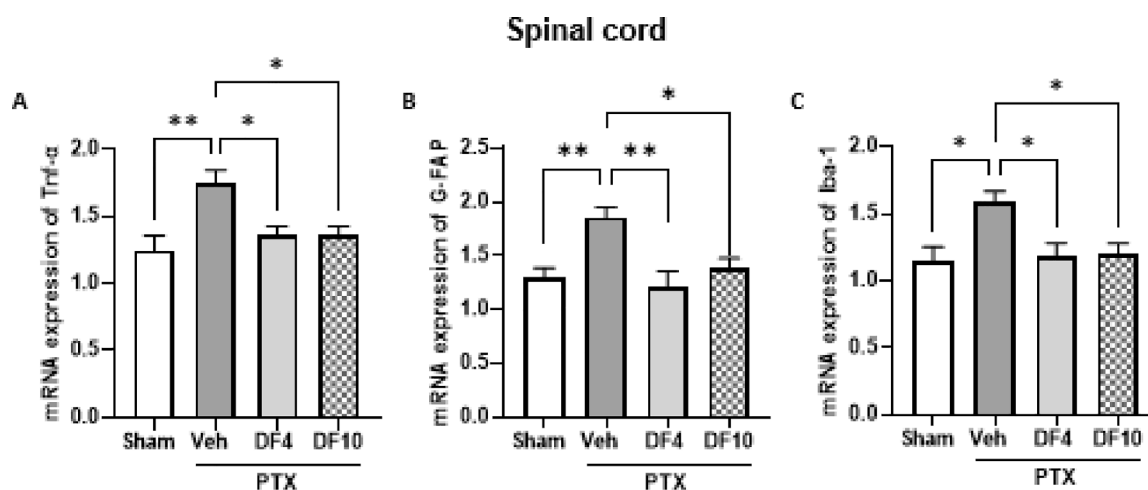 Spinal cord
A
mRNA expression of Tnf-α
2.0
1.5
1.0
0.5
0.0
**
*
*
Sham Veh DF4 DF10
PTX
B
mRNA expression of G-FAP
2.5
2.0
1.5
1.0
0.5
0.0
**
**
*
Sham Veh DF4 DF10
PTX
C
mRNA expression of Iba-1
2.0
1.5
1.0
0.5
0.0
*
*
*
Sham Veh DF4 DF10
PTX